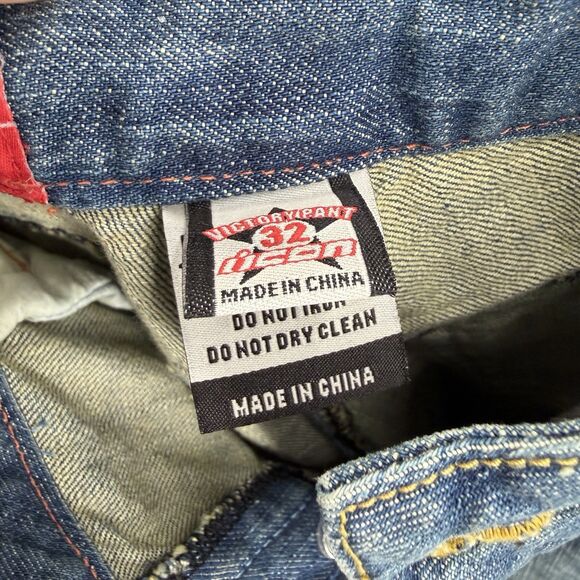 VICTORY PANT
32
icon
MADE IN CHINA
DO NOT IRON
DO NOT DRY CLEAN
MADE IN CHINA